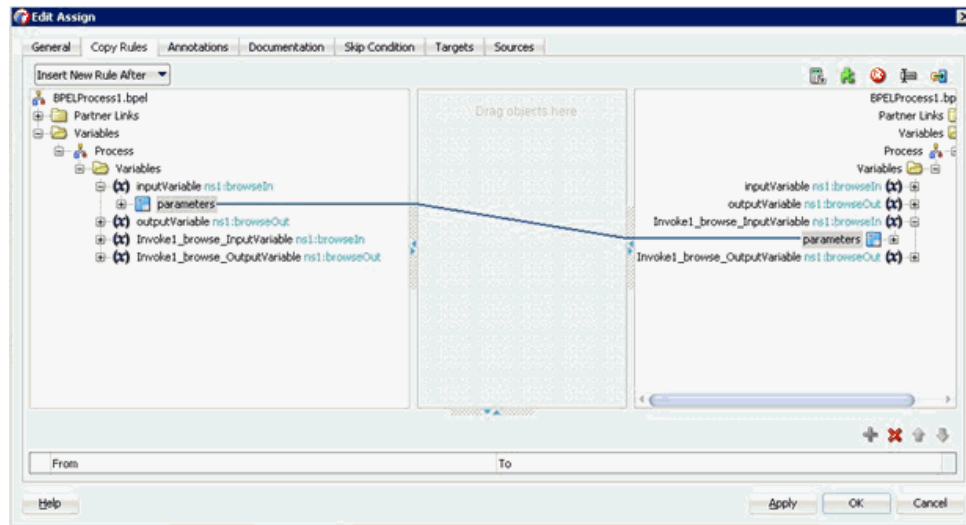 Edit Assign
General Copy Rules Annotations Documentation Skip Condition Targets Sources
Insert New Rule After
BPELProcess1.bpel
Partner Links
Variables
Process
Variables
(x) inputVariable ns1:browseIn
parameters
(x) outputVariable ns1:browseOut
(x) Invoke1_browse_InputVariable ns1:browseIn
(x) Invoke1_browse_OutputVariable ns1:browseOut
Drag objects here
BPELProcess1.bp
Partner Links
Variables
Process
Variables
inputVariable ns1:browseIn (x)
outputVariable ns1:browseOut (x)
Invoke1_browse_InputVariable ns1:browseIn (x)
parameters
Invoke1_browse_OutputVariable ns1:browseOut (x)
From To
Help Apply OK Cancel